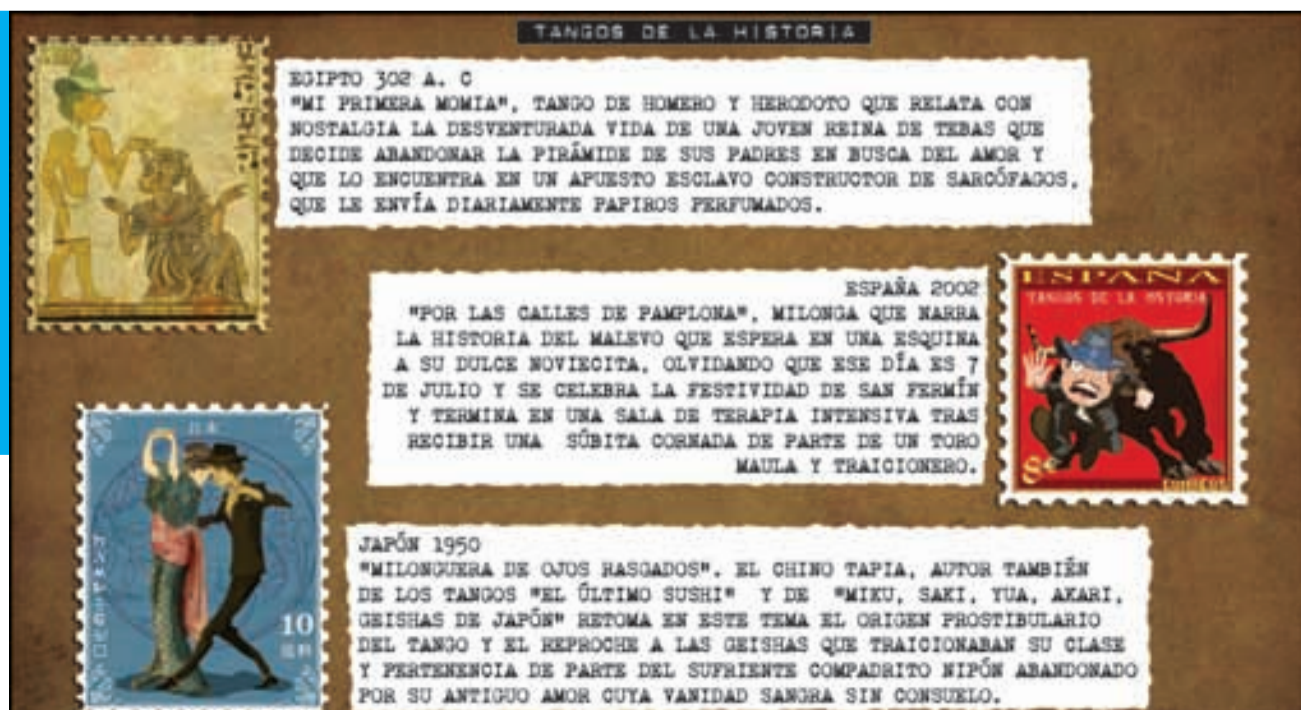 TANGOS DE LA HISTORIA
EGIPTO 302 A. C
"MI PRIMERA MOMIA", TANGO DE HOMERO Y HERODOTO QUE RELATA CON
NOSTALGIA LA DESVENTURADA VIDA DE UNA JOVEN REINA DE TEBAS QUE
DECIDE ABANDONAR LA PIRÁMIDE DE SUS PADRES EN BUSCA DEL AMOR Y
QUE LO ENCUENTRA EN UN APUESTO ESCLAVO CONSTRUCTOR DE SARCÓFAGOS,
QUE LE ENVÍA DIARIAMENTE PAPIROS PERFUMADOS.
ESPAÑA 2002
"POR LAS CALLES DE PAMPLONA", MILONGA QUE NARRA
LA HISTORIA DEL MALEVO QUE ESPERA EN UNA ESQUINA
A SU DULCE NOVIECITA, OLVIDANDO QUE ESE DÍA ES 7
DE JULIO Y SE CELEBRA LA FESTIVIDAD DE SAN FERMÍN
Y TERMINA EN UNA SALA DE TERAPIA INTENSIVA TRAS
RECIBIR UNA SÚBITA CORNADA DE PARTE DE UN TORO
MAULA Y TRAICIONERO.
ESPAÑA
TANGOS DE LA
8c
日本
10
JAPÓN 1950
"MILONGUERA DE OJOS RASGADOS". EL CHINO TAPIA, AUTOR TAMBIÉN
DE LOS TANGOS "EL ÚLTIMO SUSHI" Y DE "MIKU, SAKI, YUA, AKARI,
GEISHAS DE JAPÓN" RETOMA EN ESTE TEMA EL ORIGEN PROSTIBULARIO
DEL TANGO Y EL REPROCHE A LAS GEISHAS QUE TRAICIONABAN SU CLASE
Y PERTENENCIA DE PARTE DEL SUFRIENTE COMPADRITO NIPÓN ABANDONADO
POR SU ANTIGUO AMOR CUYA VANIDAD SANGRA SIN CONSUELO.